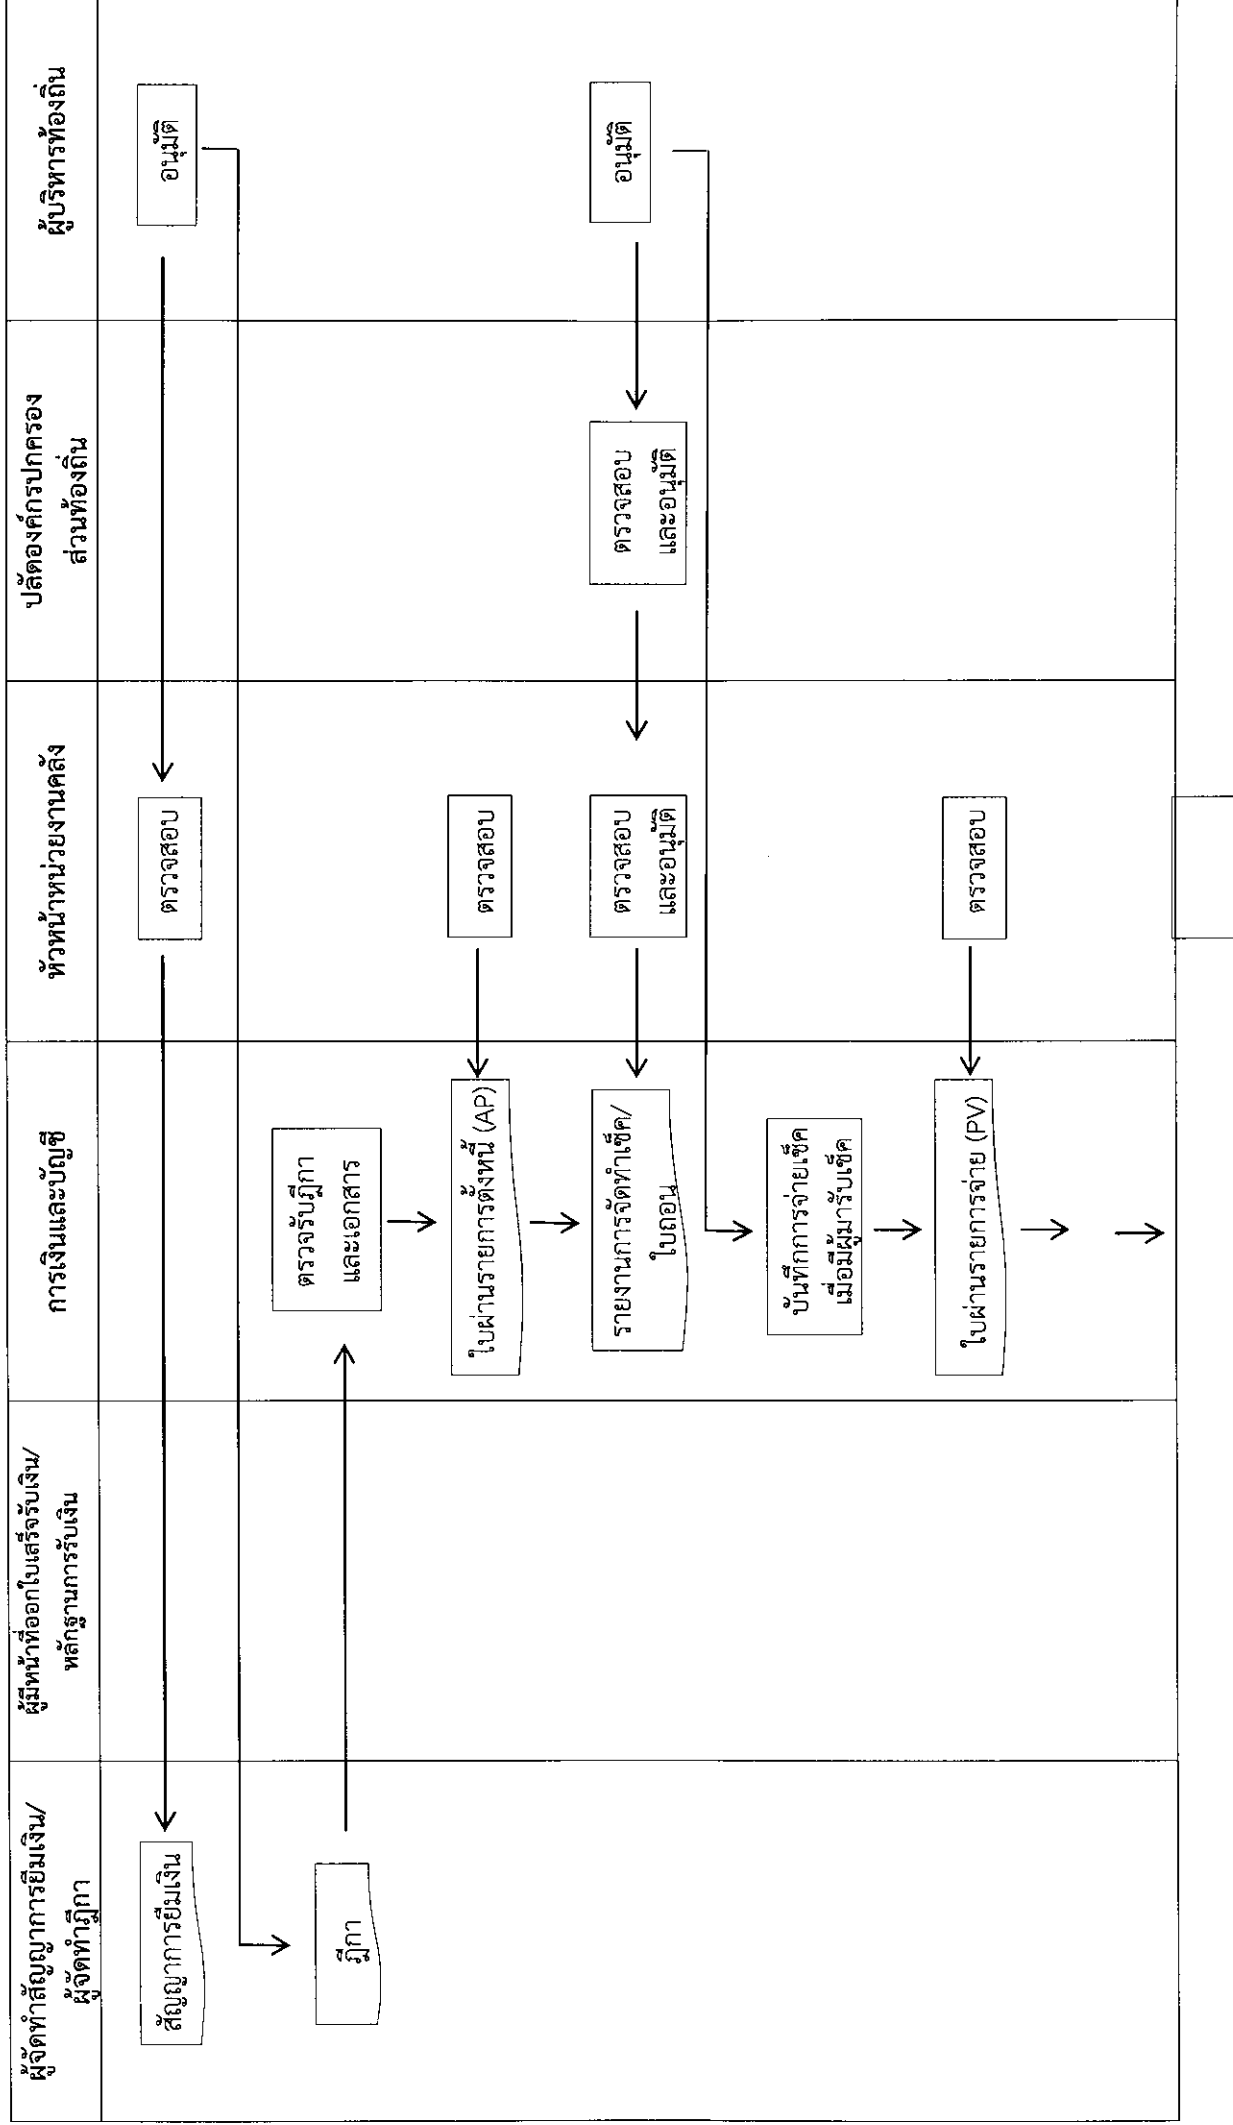 ผู้จัดทำสัญญาการยืมเงิน/
ผู้จัดทำฎีกา
ผู้มีหน้าที่ออกใบเสร็จรับเงิน/
หลักฐานการรับเงิน
การเงินและบัญชี
หัวหน้าหน่วยงานคลัง
ปลัดองค์กรปกครอง
ส่วนท้องถิ่น
ผู้บริหารท้องถิ่น
สัญญาการยืมเงิน
ตรวจสอบ
อนุมัติ
ฎีกา
ตรวจรับฎีกา
และเอกสาร
ใบผ่านรายการตั้งหนี้ (AP)
ตรวจสอบ
รายงานการจัดทำเช็ค/
ใบถอน
ตรวจสอบ
และอนุมัติ
ตรวจสอบ
และอนุมัติ
อนุมัติ
บันทึกการจ่ายเช็ค
เมื่อมีผู้มารับเช็ค
ใบผ่านรายการจ่าย (PV)
ตรวจสอบ